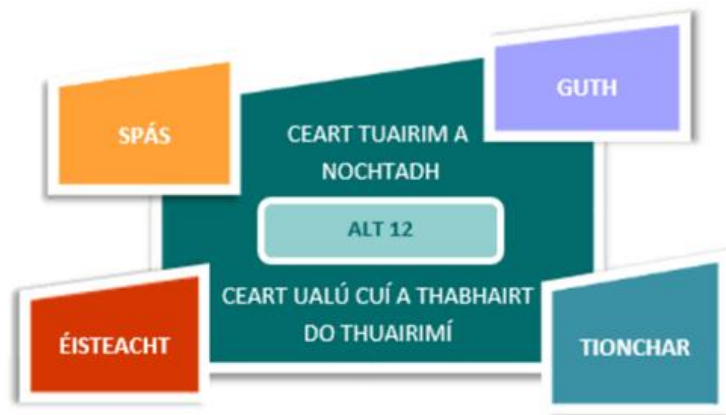 SPÁS
GUTH
CEART TUAIRIM A
NOCHTADH
ALT 12
CEART UALÚ CUÍ A THABHAIRT
DO THUAIRIMÍ
ÉISTEACHT
TIONCHAR